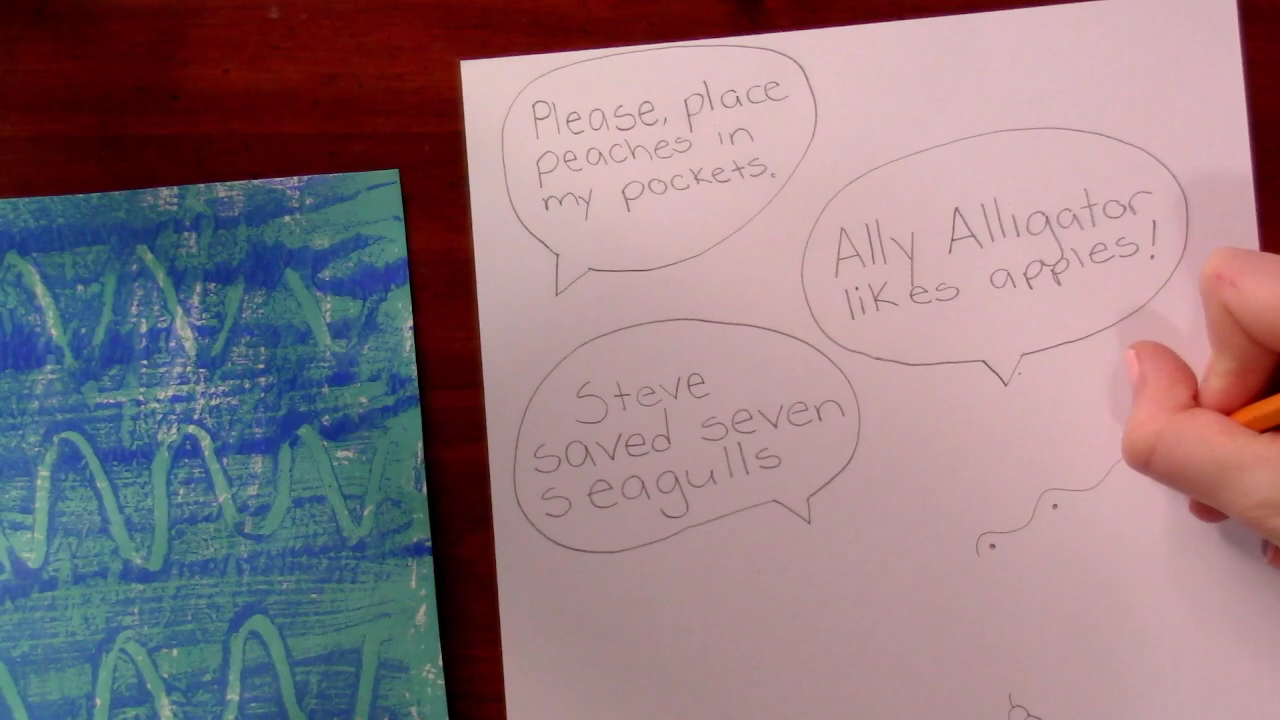 Please, place
peaches in
my pockets.
Ally Alligator
likes apples!
Steve
saved seven
seagulls